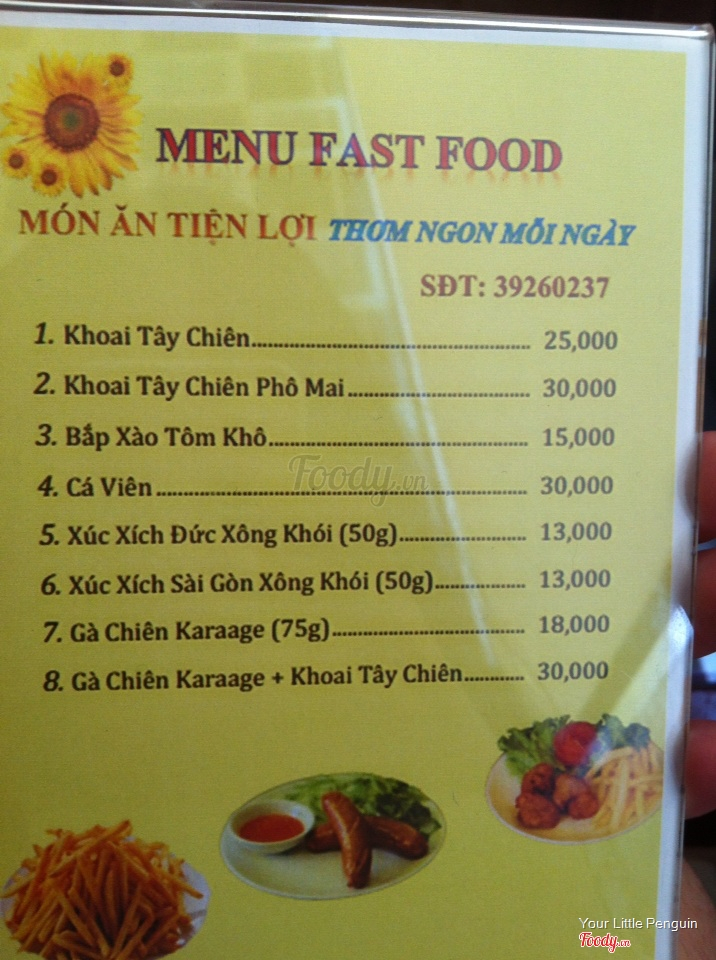 MENU FAST FOOD
MÓN ĂN TIỆN LỢI THƠM NGON MỖI NGÀY
SĐT: 39260237
1. Khoai Tây Chiên 25,000
2. Khoai Tây Chiên Phô Mai 30,000
3. Bắp Xào Tôm Khô 15,000
4. Cá Viên 30,000
5. Xúc Xích Đức Xông Khói (50g) 13,000
6. Xúc Xích Sài Gòn Xông Khói (50g) 13,000
7. Gà Chiên Karaage (75g) 18,000
8. Gà Chiên Karaage + Khoai Tây Chiên 30,000
Foody.vn
Your Little Penguin
Foody.vn